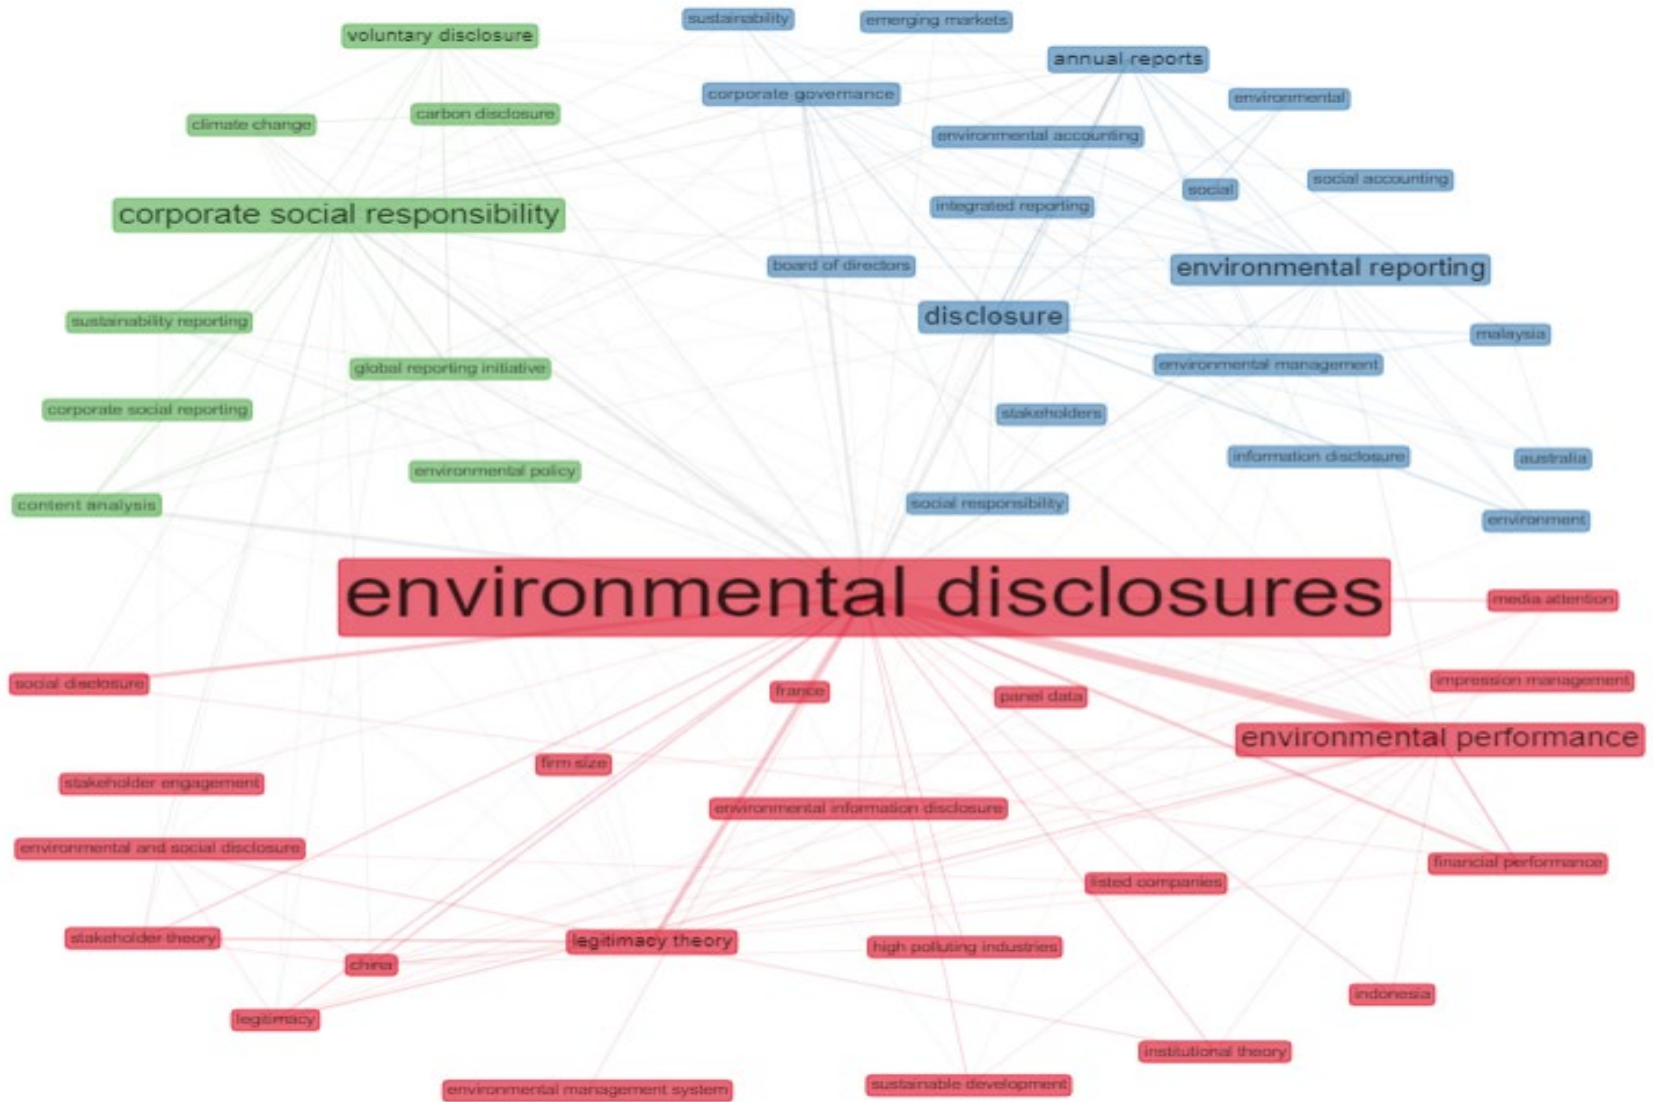 sustainability
emerging markets
voluntary disclosure
annual reports
corporate governance
environmental
carbon disclosure
climate change
environmental accounting
social accounting
social
integrated reporting
corporate social responsibility
board of directors
environmental reporting
disclosure
sustainability reporting
malaysia
global reporting initiative
environmental management
corporate social reporting
stakeholders
information disclosure
australia
environmental policy
content analysis
social responsibility
environment
environmental disclosures
media attention
social disclosure
impression management
france
panel data
environmental performance
firm size
stakeholder engagement
environmental information disclosure
environmental and social disclosure
financial performance
listed companies
stakeholder theory
legitimacy theory
high polluting industries
china
indonesia
legitimacy
institutional theory
sustainable development
environmental management system